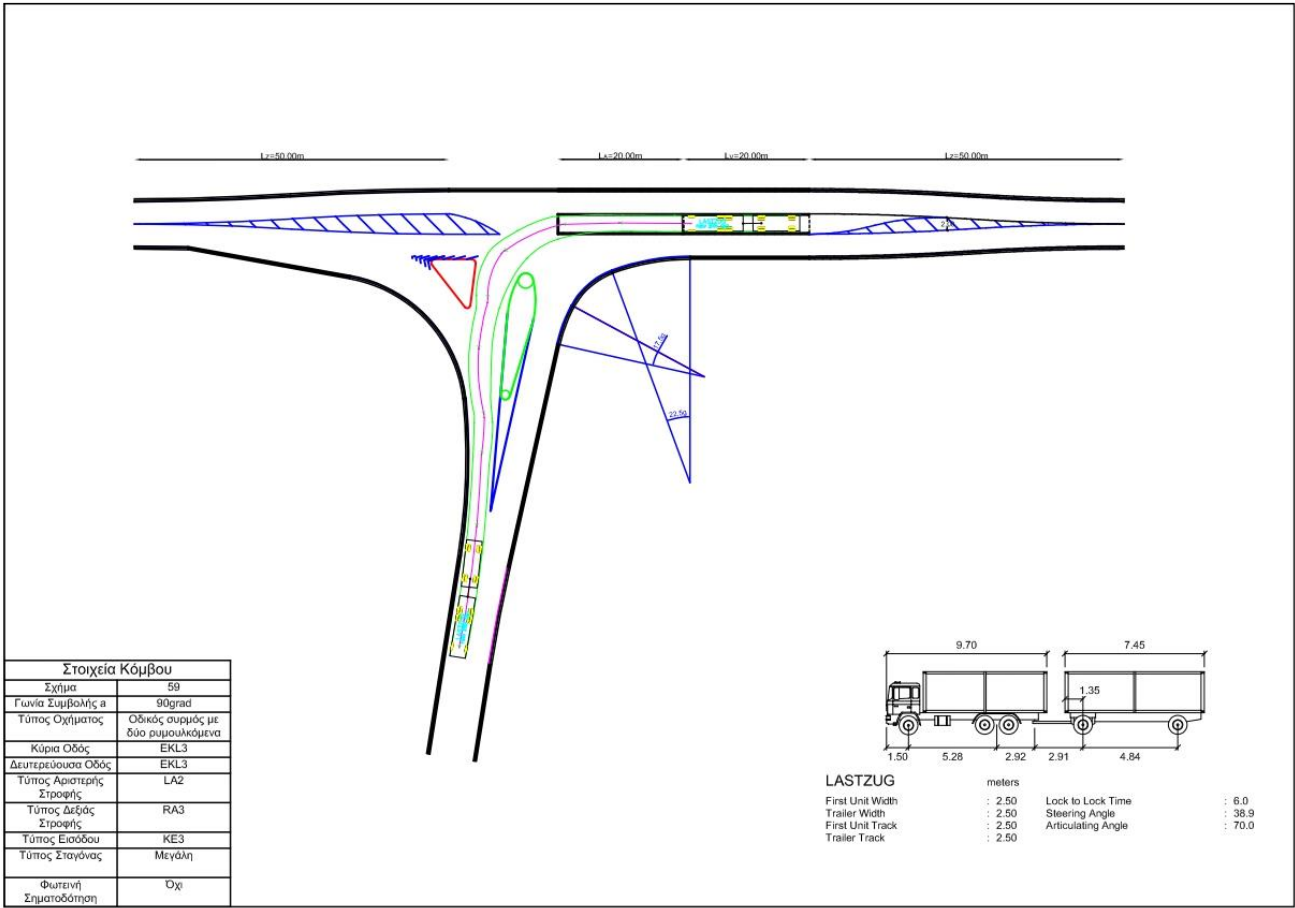 Lz=50.00m
LA=20.00m
Lv=20.00m
Lz=50.00m
LASTZUG
17.5g
22.5g
Στοιχεία Κόμβου
Σχήμα 59
Γωνία Συμβολής a 90grad
Τύπος Οχήματος Οδικός συρμός με
δύο ρυμουλκόμενα
Κύρια Οδός EKL3
Δευτερεύουσα Οδός EKL3
Τύπος Αριστερής LA2
Στροφής
Τύπος Δεξιάς RA3
Στροφής
Τύπος Εισόδου KE3
Τύπος Σταγόνας Μεγάλη
Φωτεινή Όχι
Σηματοδότηση
9.70
7.45
1.35
1.50
5.28
2.92
2.91
4.84
LASTZUG meters
First Unit Width : 2.50 Lock to Lock Time : 6.0
Trailer Width : 2.50 Steering Angle : 38.9
First Unit Track : 2.50 Articulating Angle : 70.0
Trailer Track : 2.50